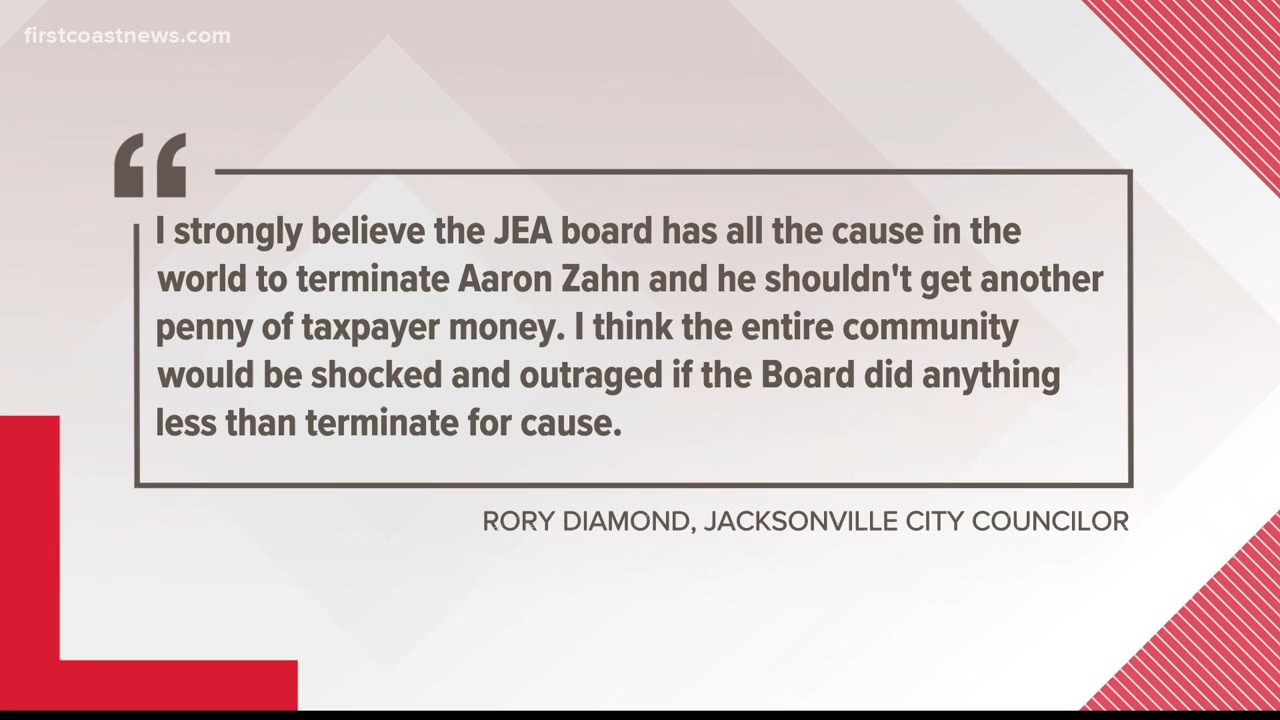 firstcoastnews.com
“
I strongly believe the JEA board has all the cause in the
world to terminate Aaron Zahn and he shouldn't get another
penny of taxpayer money. I think the entire community
would be shocked and outraged if the Board did anything
less than terminate for cause.
RORY DIAMOND, JACKSONVILLE CITY COUNCILOR